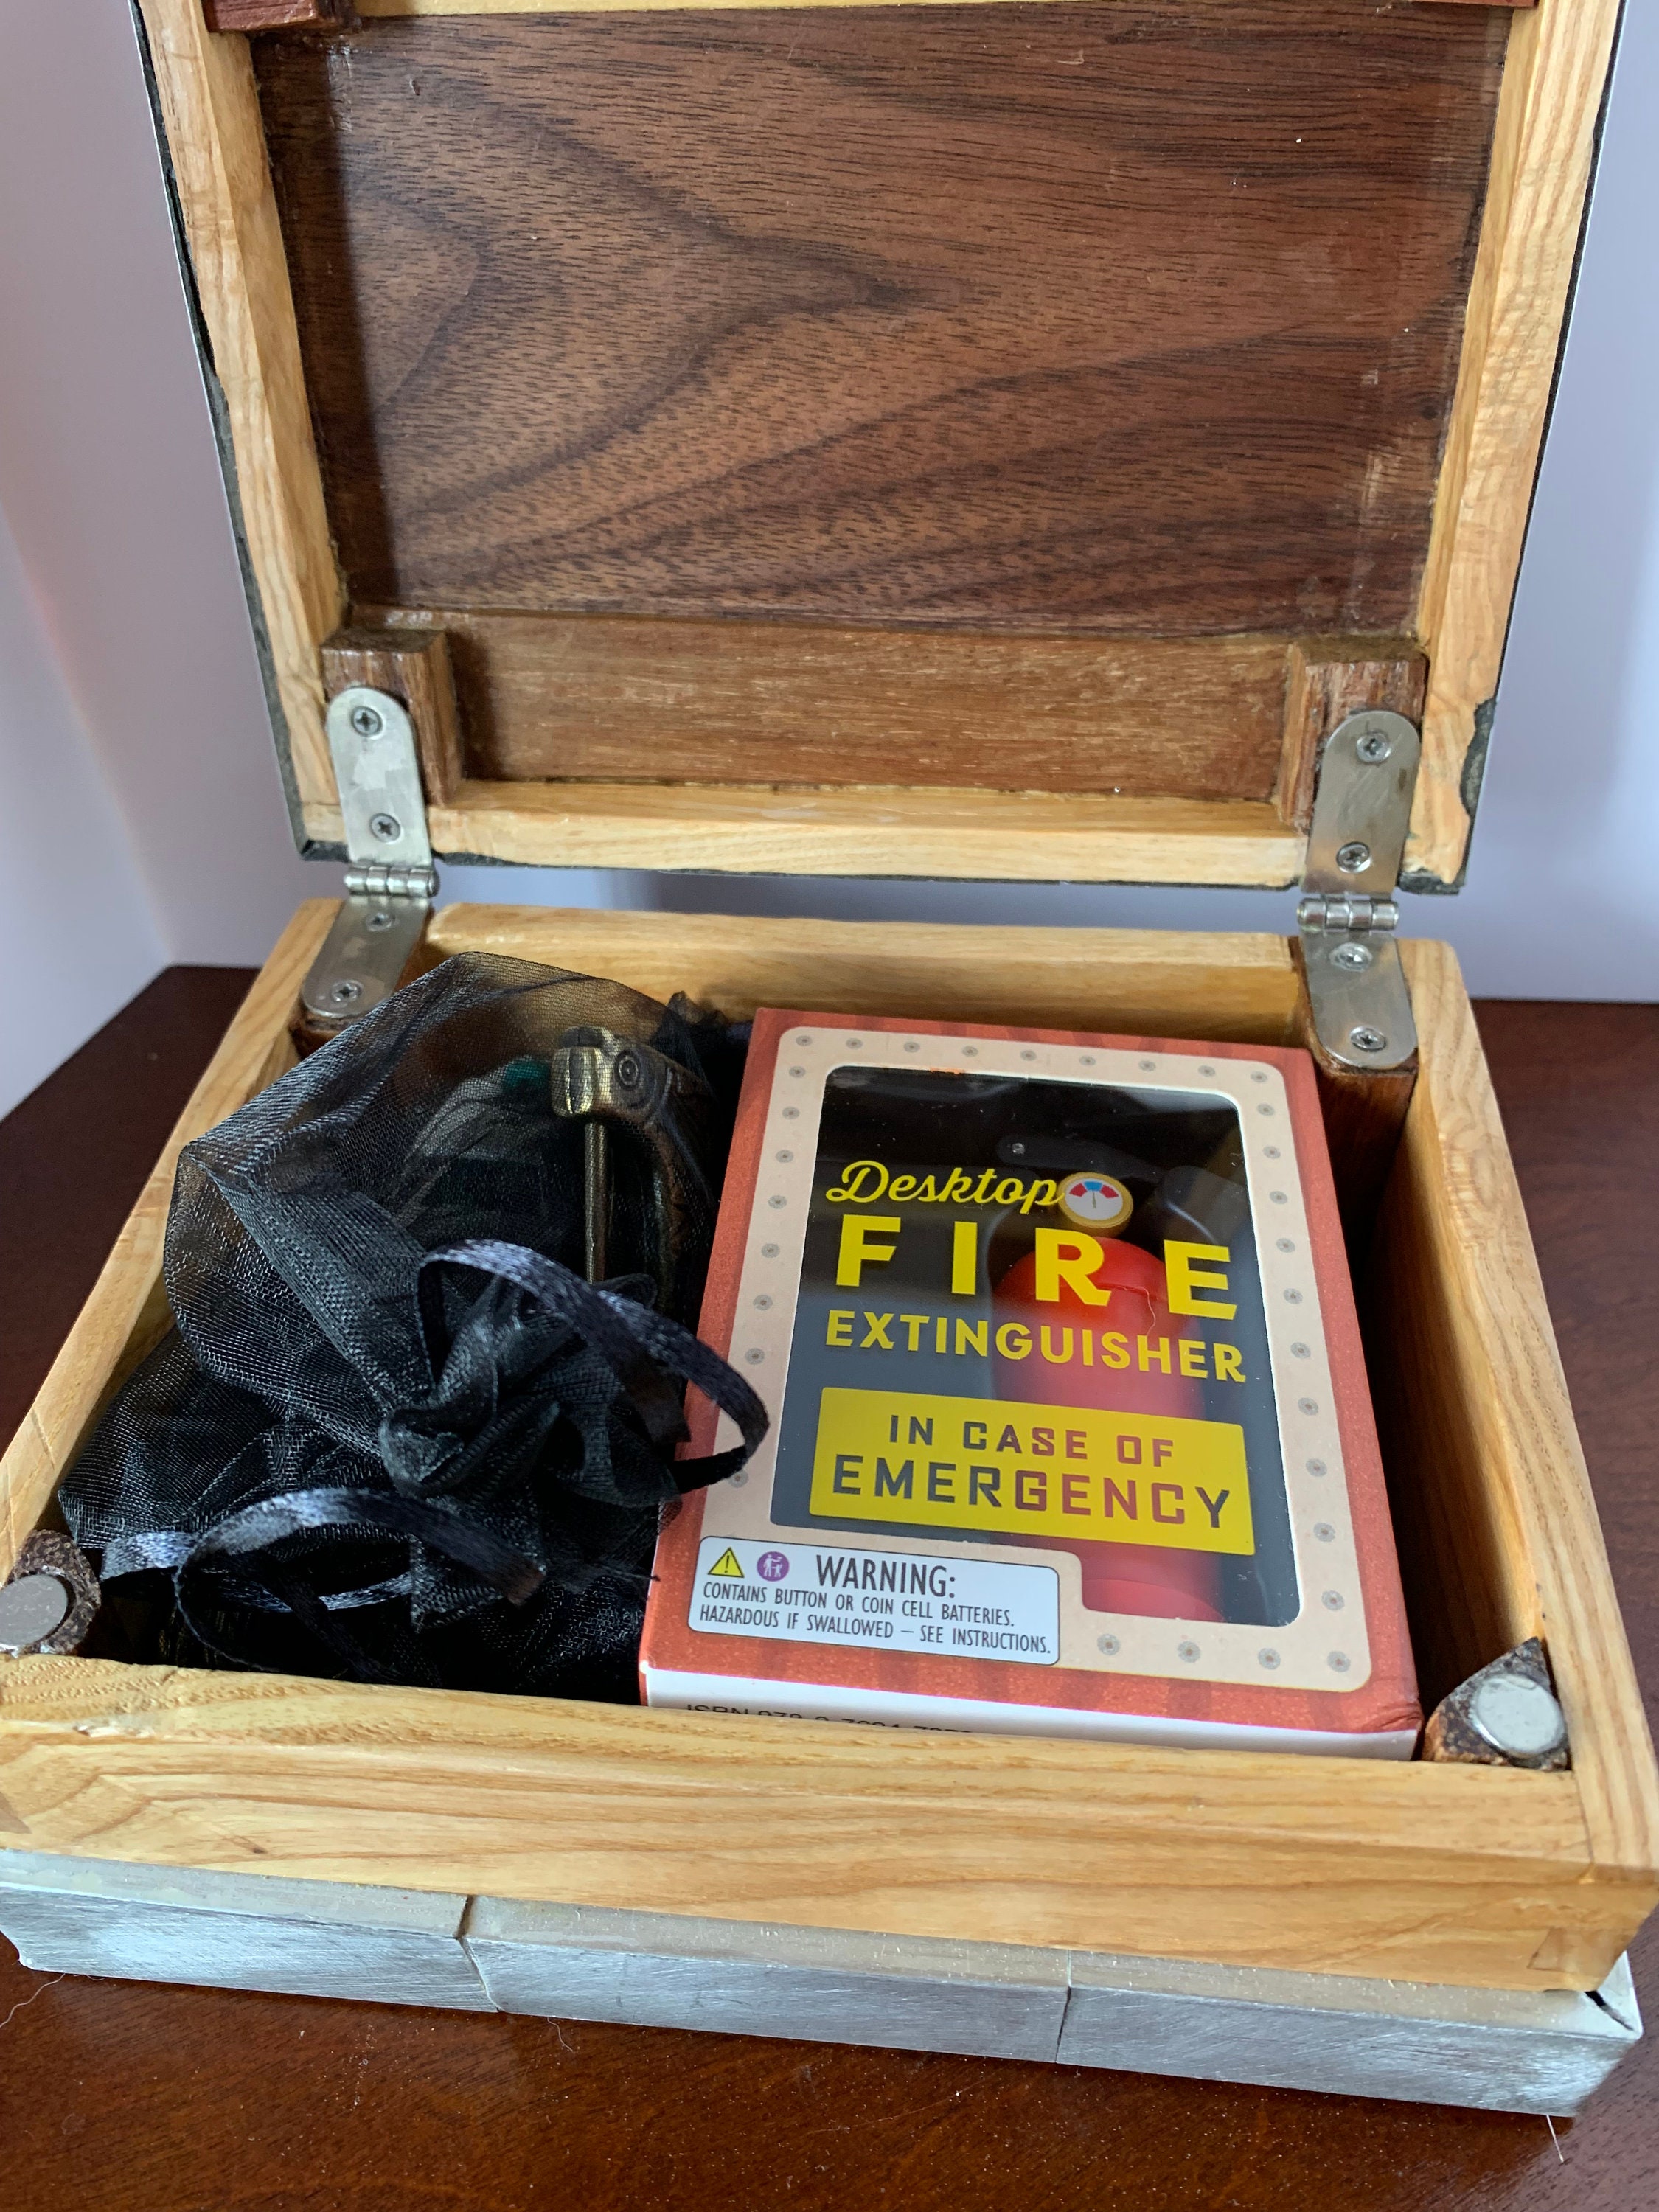 Desktop
FIRE
EXTINGUISHER
IN CASE OF
EMERGENCY
WARNING:
CONTAINS BUTTON OR COIN CELL BATTERIES.
HAZARDOUS IF SWALLOWED — SEE INSTRUCTIONS.
ISBN